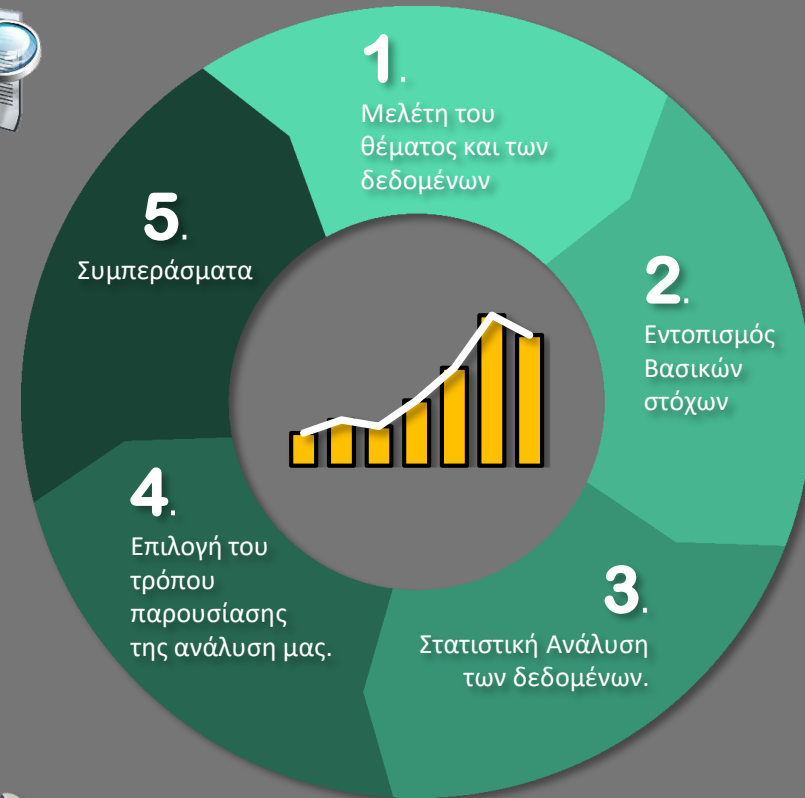 1.
Μελέτη του
θέματος και των
δεδομένων
2.
Εντοπισμός
Βασικών
στόχων
3.
Στατιστική Ανάλυση
των δεδομένων.
4.
Επιλογή του
τρόπου
παρουσίασης
της ανάλυση μας.
5.
Συμπεράσματα